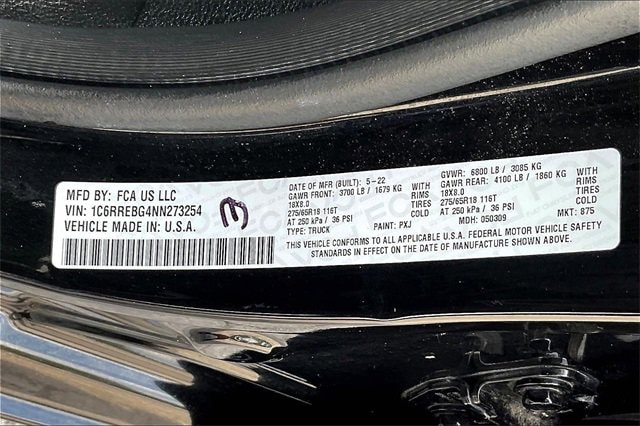 MFD BY: FCA US LLC
VIN: 1C6RREBG4NN273254
VEHICLE MADE IN: U.S.A.
3
DATE OF MFR (BUILT): 5-22
GAWR FRONT: 3700 LB / 1679 KG WITH
18X8.0 RIMS
275/65R18 116T TIRES
AT 250 kPa / 36 PSI
TYPE: TRUCK PAINT: PXJ
GVWR: 6800 LB / 3085 KG
GAWR REAR: 4100 LB / 1860 KG WITH
18X8.0 RIMS
275/65R18 116T TIRES
AT 250 kPa / 36 PSI
MDH: 050309 MKT: 875
THIS VEHICLE CONFORMS TO ALL APPLICABLE U.S.A. FEDERAL MOTOR VEHICLE SAFETY
STANDARDS IN EFFECT ON THE DATE OF MANUFACTURE SHOWN ABOVE.